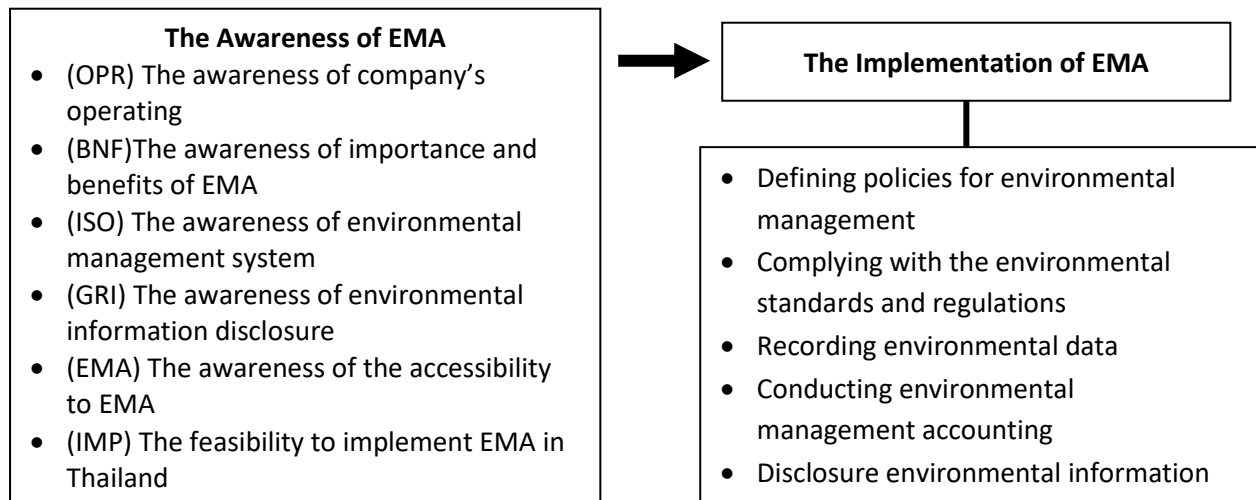 The Awareness of EMA
• (OPR) The awareness of company’s
operating
• (BNF)The awareness of importance and
benefits of EMA
• (ISO) The awareness of environmental
management system
• (GRI) The awareness of environmental
information disclosure
• (EMA) The awareness of the accessibility
to EMA
• (IMP) The feasibility to implement EMA in
Thailand
The Implementation of EMA
• Defining policies for environmental
management
• Complying with the environmental
standards and regulations
• Recording environmental data
• Conducting environmental
management accounting
• Disclosure environmental information